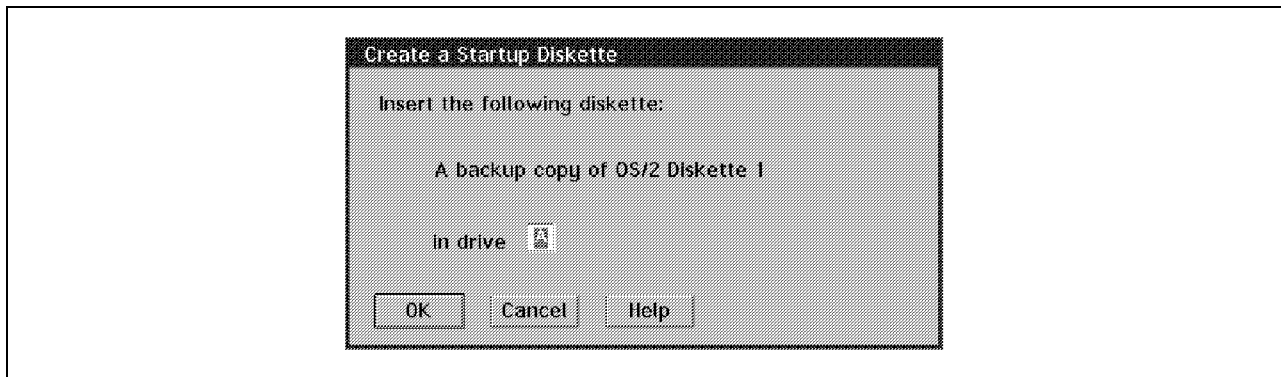 Create a Startup Diskette
Insert the following diskette:
A backup copy of OS/2 Diskette 1
in drive A
OK Cancel Help